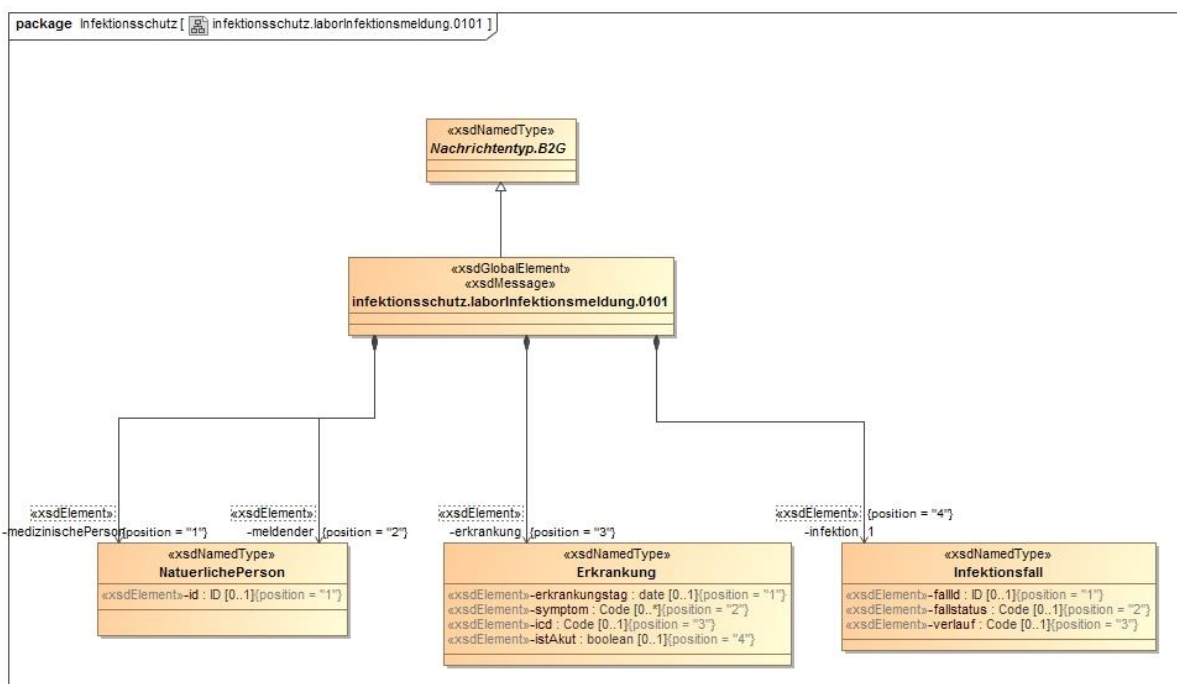 package Infektionsschutz [ infektionsschutz.laborInfektionsmeldung.0101 ]
«xsdNamedType»
Nachrichtentyp.B2G
«xsdGlobalElement»
«xsdMessage»
infektionsschutz.laborInfektionsmeldung.0101
«xsdElement» «xsdElement» «xsdElement» «xsdElement» {position = "4"}
-medizinischePerson {position = "1"} -meldender {position = "2"} -erkrankung {position = "3"} -infektion 1
«xsdNamedType»
NatuerlichePerson
«xsdElement»-id : ID [0..1]{position = "1"}
«xsdNamedType»
Erkrankung
«xsdElement»-erkrankungstag : date [0..1]{position = "1"}
«xsdElement»-symptom : Code [0..*]{position = "2"}
«xsdElement»-icd : Code [0..1]{position = "3"}
«xsdElement»-istAkut : boolean [0..1]{position = "4"}
«xsdNamedType»
Infektionsfall
«xsdElement»-fallId : ID [0..1]{position = "1"}
«xsdElement»-fallstatus : Code [0..1]{position = "2"}
«xsdElement»-verlauf : Code [0..1]{position = "3"}